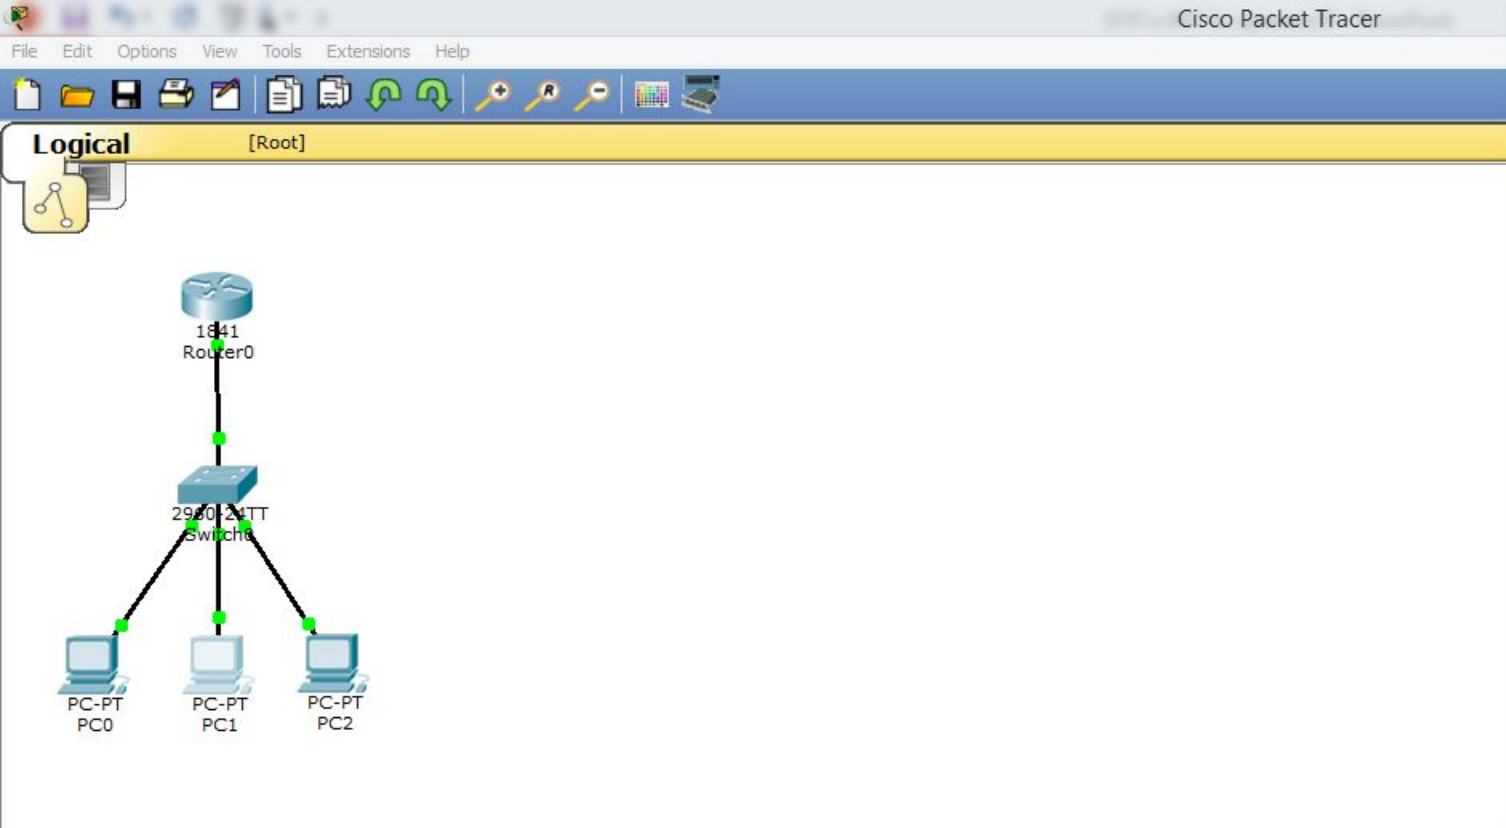 Cisco Packet Tracer
File Edit Options View Tools Extensions Help
R
Logical [Root]
1841
Router0
2960-24TT
Switch0
PC-PT
PC0
PC-PT
PC1
PC-PT
PC2